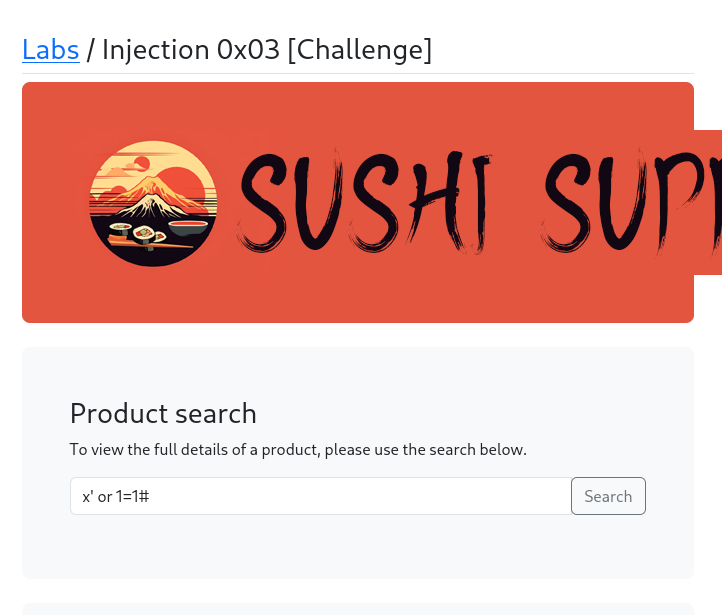 Labs / Injection 0x03 [Challenge]
SUSHI SUP
Product search
To view the full details of a product, please use the search below.
x' or 1=1#
Search